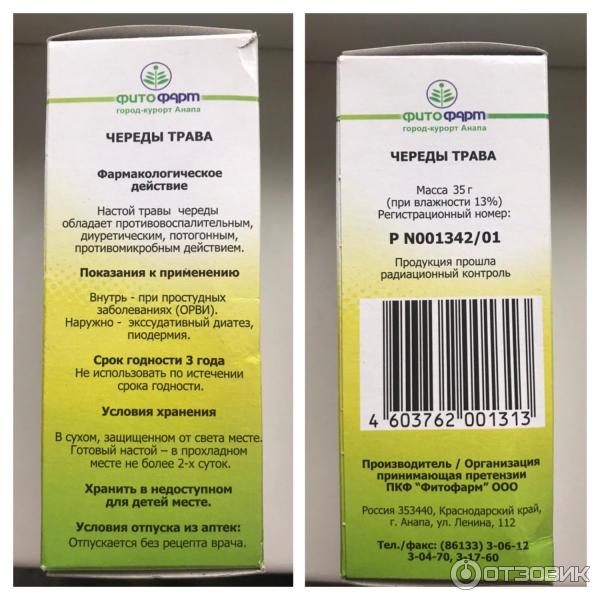 ФИТОФАРМ
город-курорт Анапа
ЧЕРЕДЫ ТРАВА
Фармакологическое
действие
Настой травы череды
обладает противовоспалительным,
диуретическим, потогонным,
противомикробным действием.
Показания к применению
Внутрь - при простудных
заболеваниях (ОРВИ).
Наружно - экссудативный диатез,
пиодермия.
Срок годности 3 года
Не использовать по истечении
срока годности.
Условия хранения
В сухом, защищенном от света месте.
Готовый настой – в прохладном
месте не более 2-х суток.
Хранить в недоступном
для детей месте.
Условия отпуска из аптек:
Отпускается без рецепта врача.
ФИТОФАРМ
город-курорт Анапа
ЧЕРЕДЫ ТРАВА
Масса 35 г
(при влажности 13%)
Регистрационный номер:
Р N001342/01
Продукция прошла
радиационный контроль
4 603762 001313
Производитель / Организация
принимающая претензии
ПКФ "Фитофарм" ООО
Россия 353440, Краснодарский край,
г. Анапа, ул. Ленина, 112
Тел./факс: (86133) 3-06-12
3-04-70, 3-17-60
ОТЗОВИК